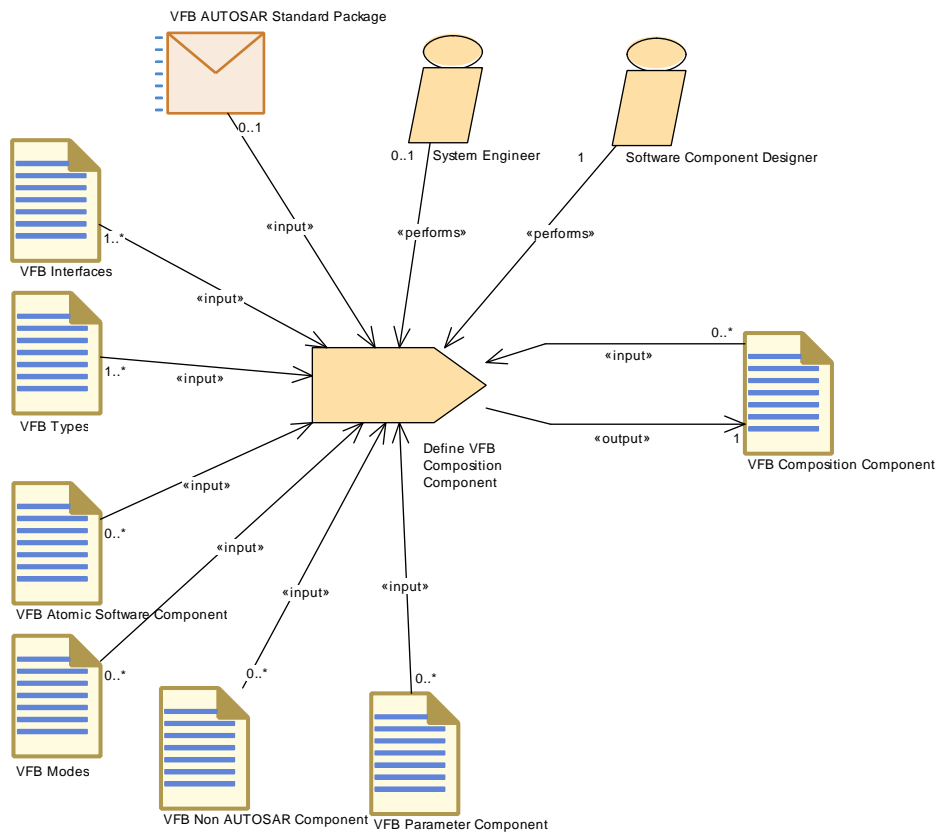 VFB AUTOSAR Standard Package
0..1
0..1
System Engineer
1
Software Component Designer
«input»
«performs»
«performs»
1..*
VFB Interfaces
«input»
0..*
«input»
1..*
«input»
VFB Types
Define VFB
Composition
Component
«output»
1
VFB Composition Component
«input»
0..*
«input»
«input»
«input»
VFB Atomic Software Component
0..*
0..*
0..*
VFB Modes
VFB Non AUTOSAR Component
VFB Parameter Component